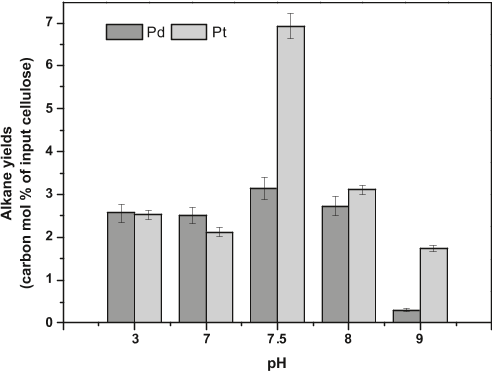 7
6
5
4
3
2
1
0
Pd
Pt
Alkane yields
(carbon mol % of input cellulose)
3 7 7.5 8 9
pH